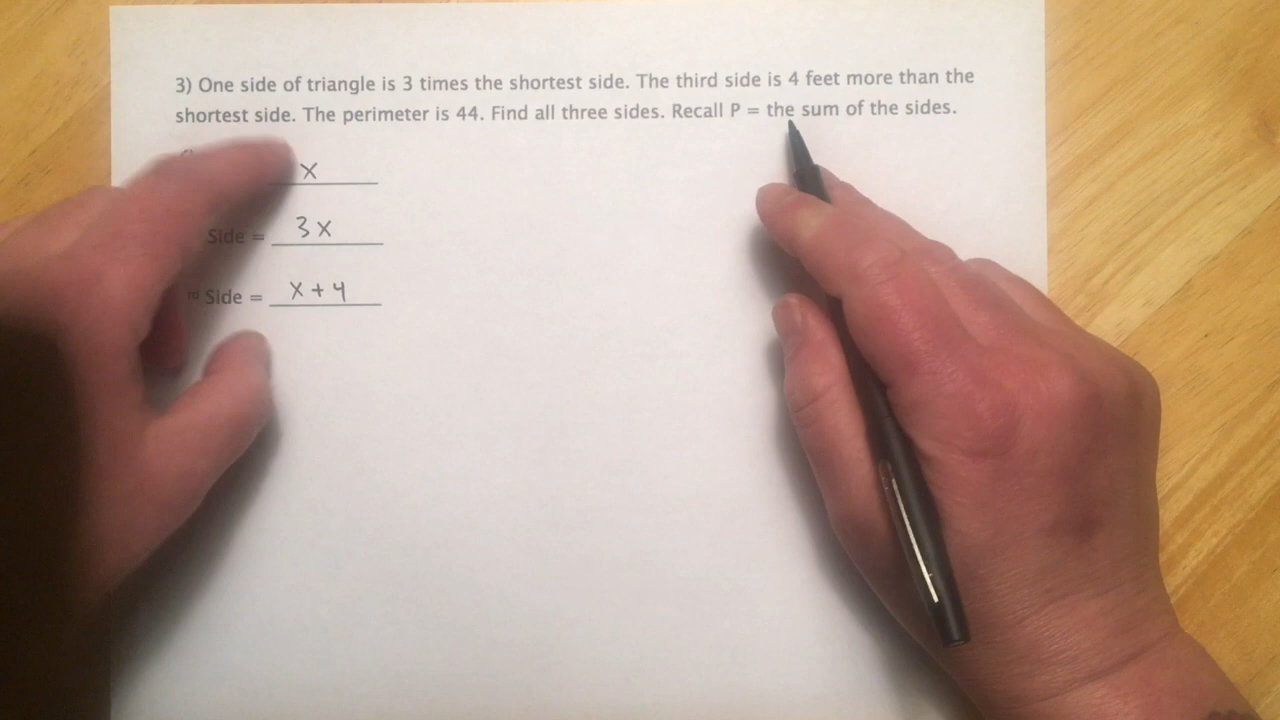 3) One side of triangle is 3 times the shortest side. The third side is 4 feet more than the
shortest side. The perimeter is 44. Find all three sides. Recall P = the sum of the sides.
x
Side = 3x
rd Side = x + 4